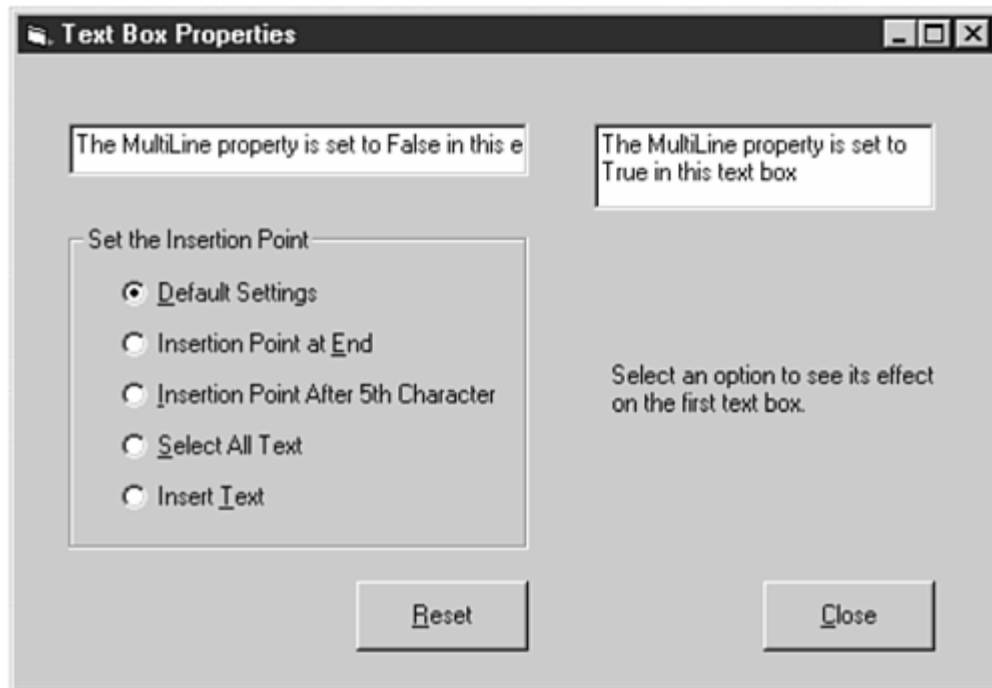 Text Box Properties
The MultiLine property is set to False in this e
The MultiLine property is set to
True in this text box
Set the Insertion Point
Default Settings
Insertion Point at End
Insertion Point After 5th Character
Select All Text
Insert Text
Select an option to see its effect
on the first text box.
Reset
Close